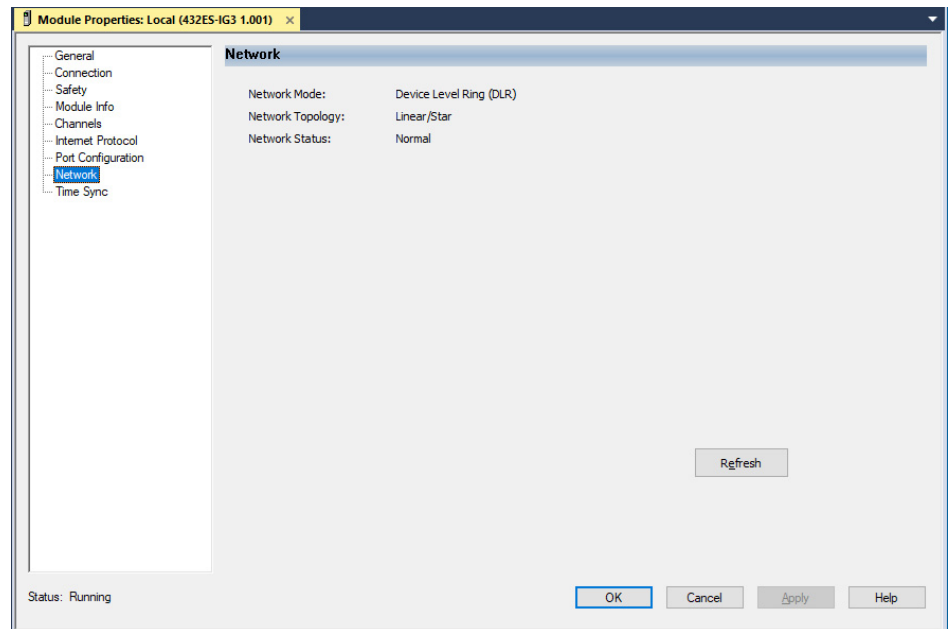 Module Properties: Local (432ES-IG3 1.001) ×
General
Connection
Safety
Module Info
Channels
Internet Protocol
Port Configuration
Network
Time Sync
Network
Network Mode: Device Level Ring (DLR)
Network Topology: Linear/Star
Network Status: Normal
Refresh
Status: Running
OK Cancel Apply Help